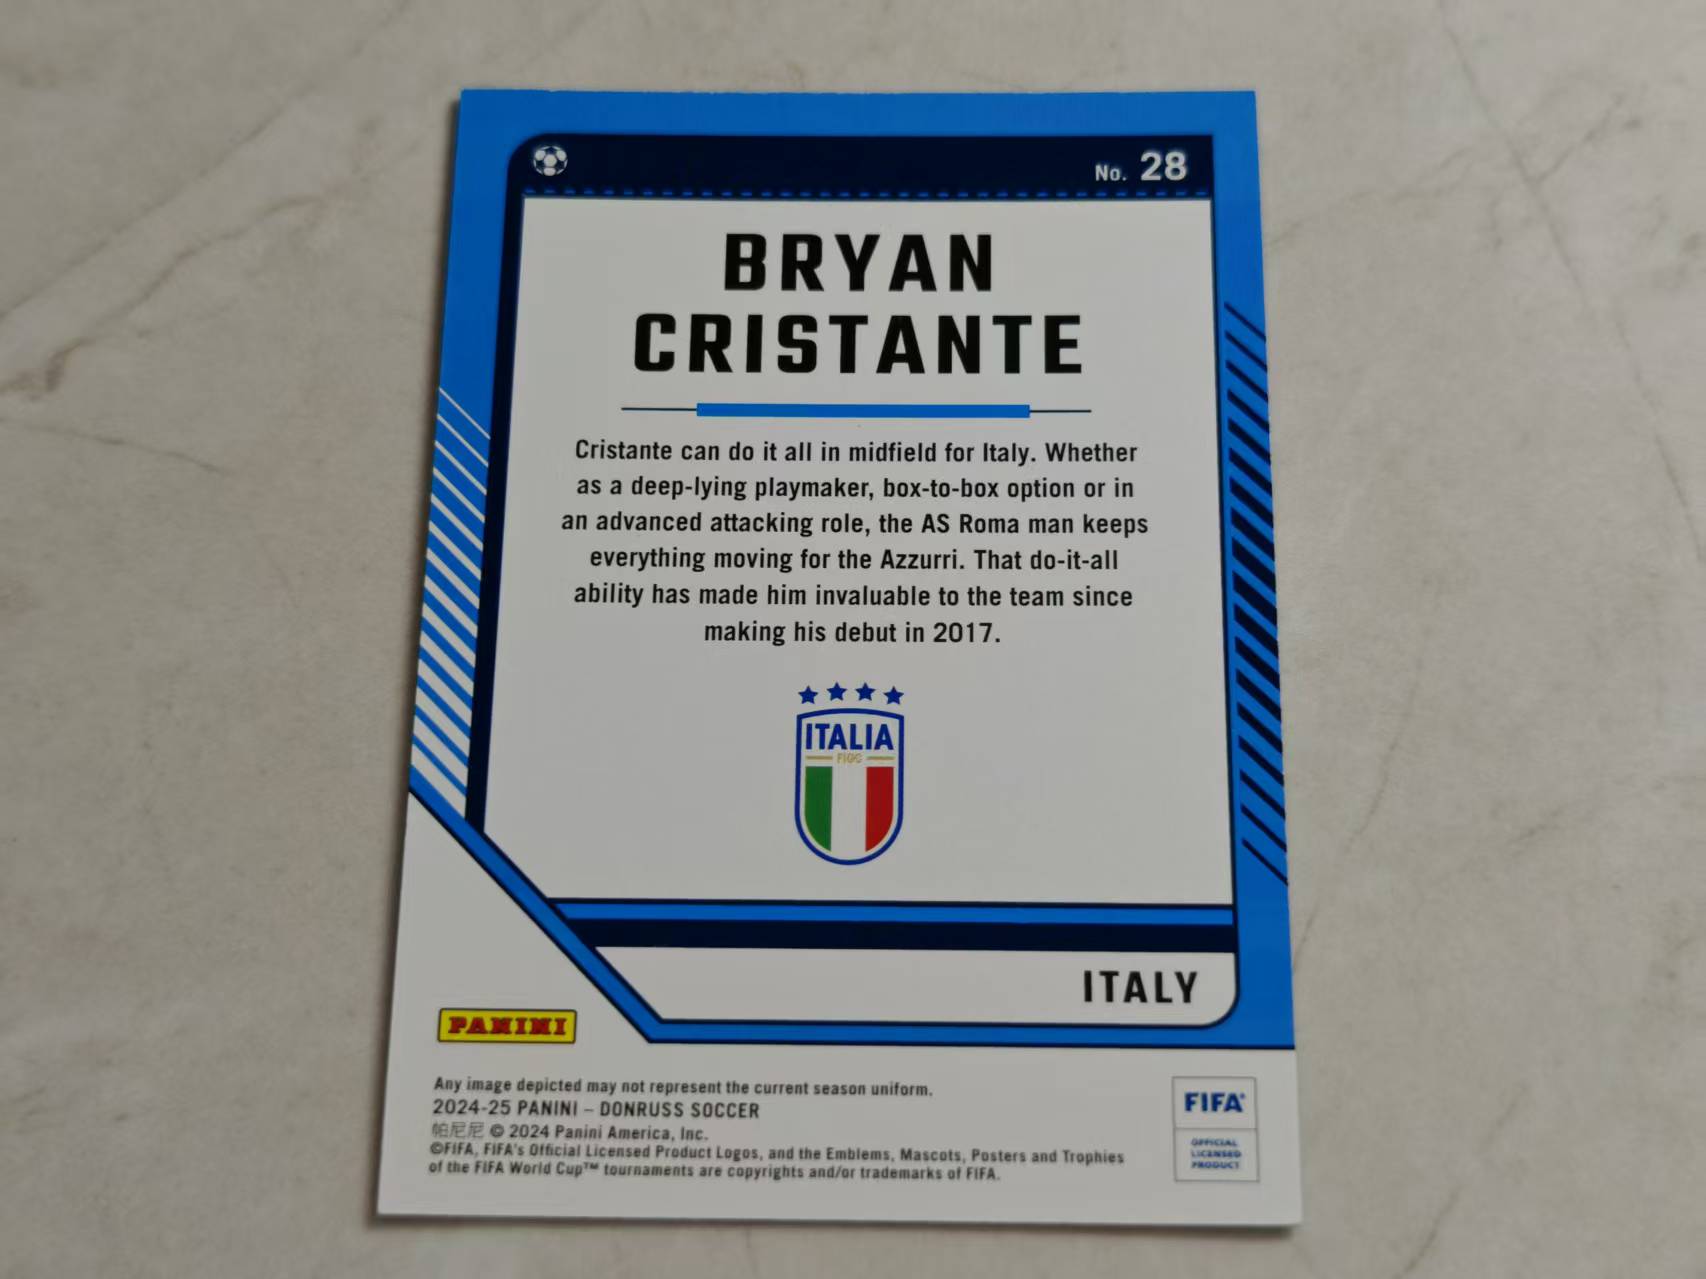 No. 28
BRYAN
CRISTANTE
Cristante can do it all in midfield for Italy. Whether
as a deep-lying playmaker, box-to-box option or in
an advanced attacking role, the AS Roma man keeps
everything moving for the Azzurri. That do-it-all
ability has made him invaluable to the team since
making his debut in 2017.
ITALIA
FIGC
ITALY
PANINI
Any image depicted may not represent the current season uniform.
2024-25 PANINI – DONRUSS SOCCER
帕尼尼 © 2024 Panini America, Inc.
©FIFA, FIFA's Official Licensed Product Logos, and the Emblems, Mascots, Posters and Trophies
of the FIFA World Cup™ tournaments are copyrights and/or trademarks of FIFA.
FIFA®
OFFICIAL
LICENSED
PRODUCT